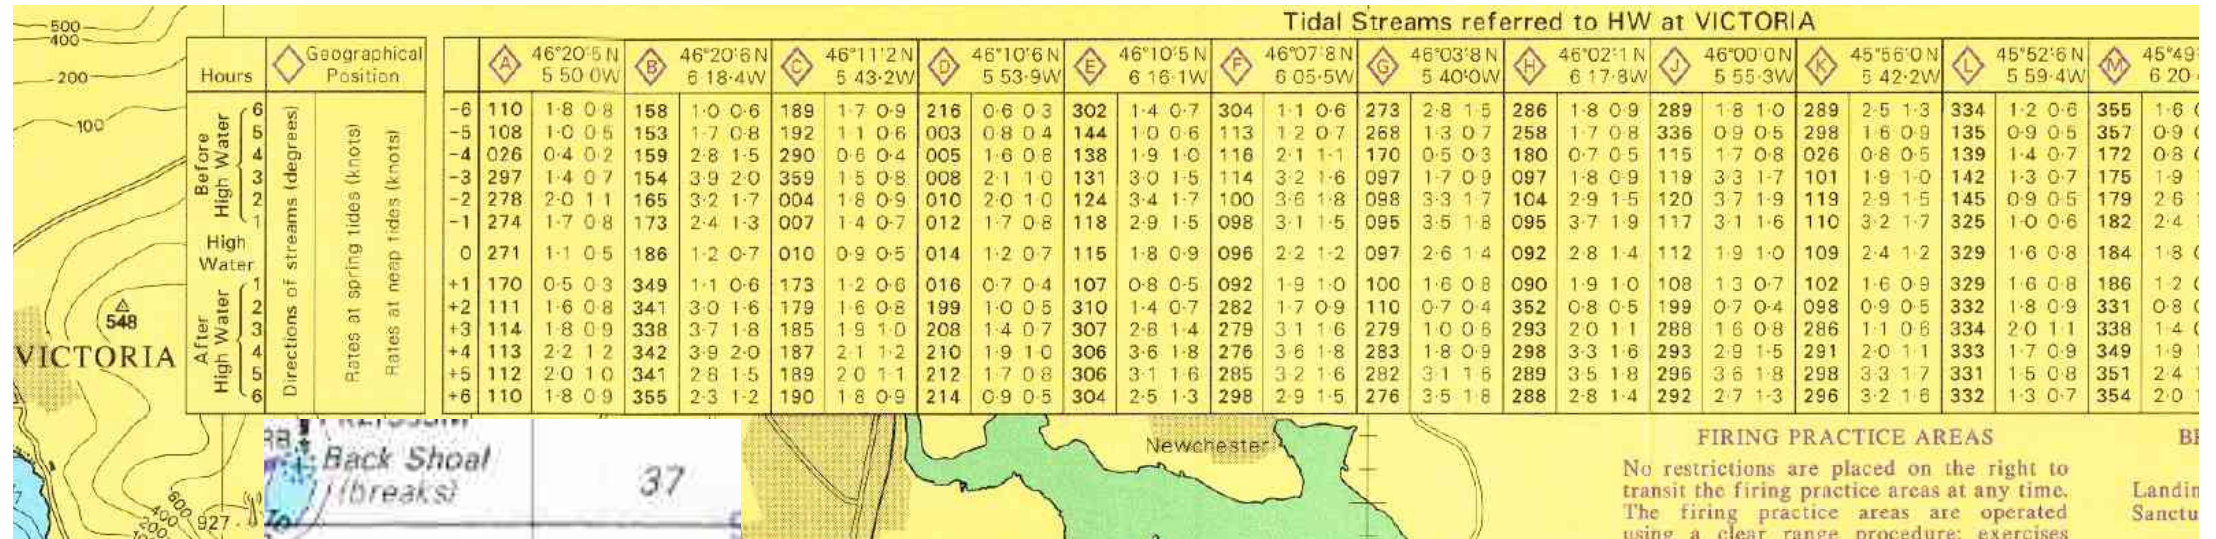 Tidal Streams referred to HW at VICTORIA
500
400
200
100
Hours Geographical Position
A 46°20·5N 5 50·0W B 46°20·6N 6 18·4W C 46°11·2N 5 43·2W D 46°10·6N 5 53·9W E 46°10·5N 6 16·1W F 46°07·8N 6 05·5W G 46°03·8N 5 40·0W H 46°02·1N 6 17·8W J 46°00·0N 5 55·3W K 45°56·0N 5 42·2W L 45°52·6N 5 59·4W M 45°49 6 20
Before High Water
6
5
4
3
2
1
High Water
After High Water
1
2
3
4
5
6
Directions of streams (degrees)
Rates at spring tides (knots)
Rates at neap tides (knots)
-6 110 1·8 0·8 158 1·0 0·6 189 1·7 0·9 216 0·6 0·3 302 1·4 0·7 304 1·1 0·6 273 2·8 1·5 286 1·8 0·9 289 1·8 1·0 289 2·5 1·3 334 1·2 0·6 355 1·6
-5 108 1·0 0·5 153 1·7 0·8 192 1·1 0·6 003 0·8 0·4 144 1·0 0·6 113 1·2 0·7 268 1·3 0·7 258 1·7 0·8 336 0·9 0·5 298 1·6 0·9 135 0·9 0·5 357 0·9
-4 026 0·4 0·2 159 2·8 1·5 290 0·6 0·4 005 1·6 0·8 138 1·9 1·0 116 2·1 1·1 170 0·5 0·3 180 0·7 0·5 115 1·7 0·8 026 0·8 0·5 139 1·4 0·7 172 0·8
-3 297 1·4 0·7 154 3·9 2·0 359 1·5 0·8 008 2·1 1·0 131 3·0 1·5 114 3·2 1·6 097 1·7 0·9 097 1·8 0·9 119 3·3 1·7 101 1·9 1·0 142 1·3 0·7 175 1·9
-2 278 2·0 1·1 165 3·2 1·7 004 1·8 0·9 010 2·0 1·0 124 3·4 1·7 100 3·6 1·8 098 3·3 1·7 104 2·9 1·5 120 3·7 1·9 119 2·9 1·5 145 0·9 0·5 179 2·6
-1 274 1·7 0·8 173 2·4 1·3 007 1·4 0·7 012 1·7 0·8 118 2·9 1·5 098 3·1 1·5 095 3·5 1·8 095 3·7 1·9 117 3·1 1·6 110 3·2 1·7 325 1·0 0·6 182 2·4
0 271 1·1 0·5 186 1·2 0·7 010 0·9 0·5 014 1·2 0·7 115 1·8 0·9 096 2·2 1·2 097 2·6 1·4 092 2·8 1·4 112 1·9 1·0 109 2·4 1·2 329 1·6 0·8 184 1·8
+1 170 0·5 0·3 349 1·1 0·6 173 1·2 0·6 016 0·7 0·4 107 0·8 0·5 092 1·9 1·0 100 1·6 0·8 090 1·9 1·0 108 1·3 0·7 102 1·6 0·9 329 1·6 0·8 186 1·2
+2 111 1·6 0·8 341 3·0 1·6 179 1·6 0·8 199 1·0 0·5 310 1·4 0·7 282 1·7 0·9 110 0·7 0·4 352 0·8 0·5 199 0·7 0·4 098 0·9 0·5 332 1·8 0·9 331 0·8
+3 114 1·8 0·9 338 3·7 1·8 185 1·9 1·0 208 1·4 0·7 307 2·8 1·4 279 3·1 1·6 279 1·0 0·6 293 2·0 1·1 288 1·6 0·8 286 1·1 0·6 334 2·0 1·1 338 1·4
+4 113 2·2 1·2 342 3·9 2·0 187 2·1 1·2 210 1·9 1·0 306 3·6 1·8 276 3·6 1·8 283 1·8 0·9 298 3·3 1·6 293 2·9 1·5 291 2·0 1·1 333 1·7 0·9 349 1·9
+5 112 2·0 1·0 341 2·8 1·5 189 2·0 1·1 212 1·7 0·8 306 3·1 1·6 285 3·2 1·6 282 3·1 1·6 289 3·5 1·8 296 3·6 1·8 298 3·3 1·7 331 1·5 0·8 351 2·4
+6 110 1·8 0·9 355 2·3 1·2 190 1·8 0·9 214 0·9 0·5 304 2·5 1·3 298 2·9 1·5 276 3·5 1·8 288 2·8 1·4 292 2·7 1·3 296 3·2 1·6 332 1·3 0·7 354 2·0
548
VICTORIA
600
400
200
927
Back Shoal
(breaks)
37
Newchester
FIRING PRACTICE AREAS
No restrictions are placed on the right to
transit the firing practice areas at any time.
The firing practice areas are operated
using a clear range procedure; exercises
Landin
Sanctu